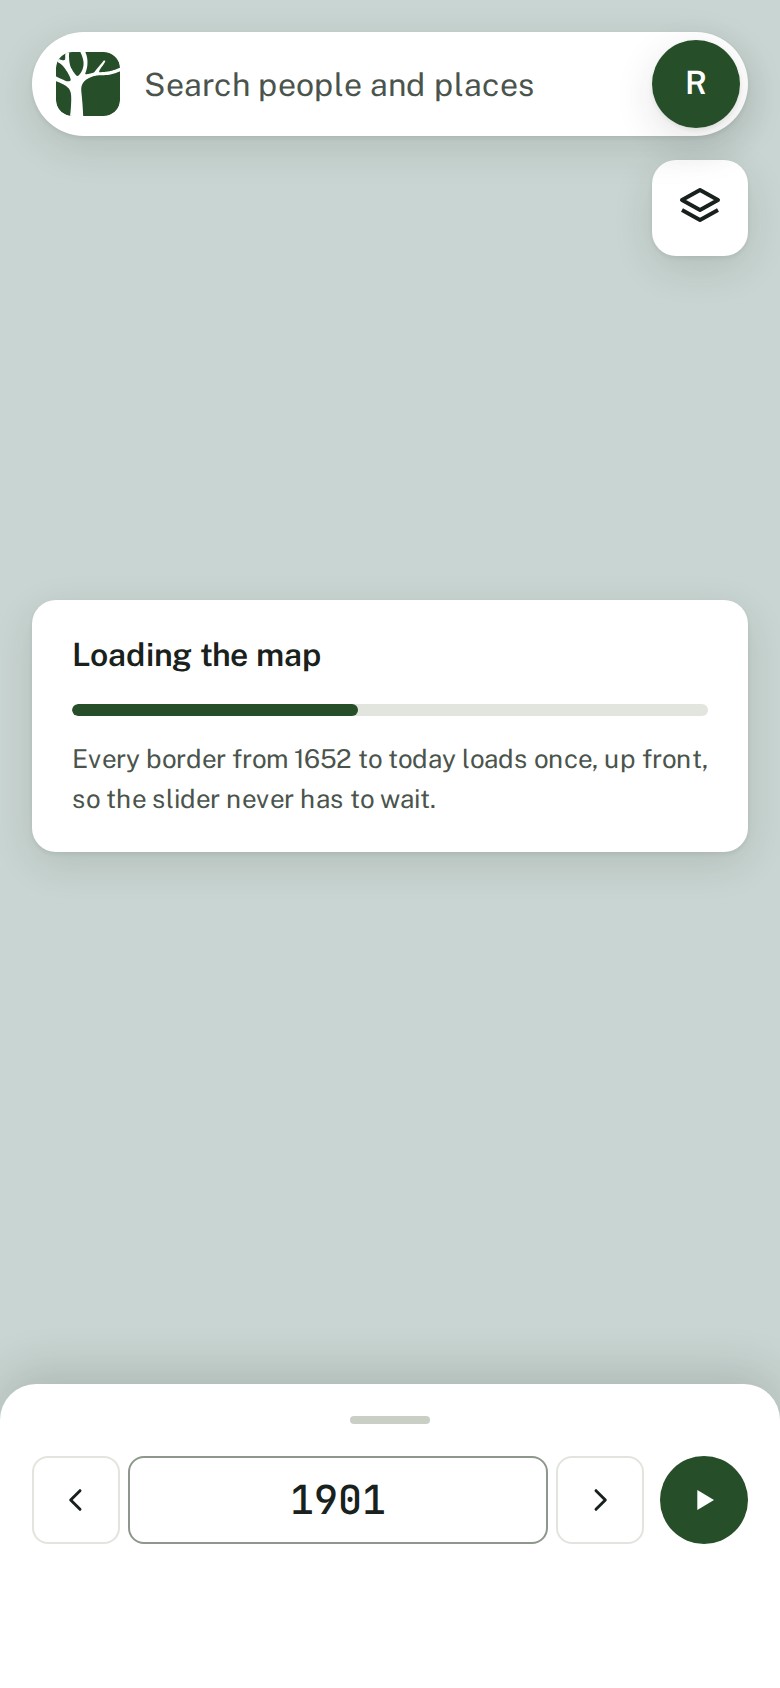 Search people and places
R
Loading the map
Every border from 1652 to today loads once, up front,
so the slider never has to wait.
1901